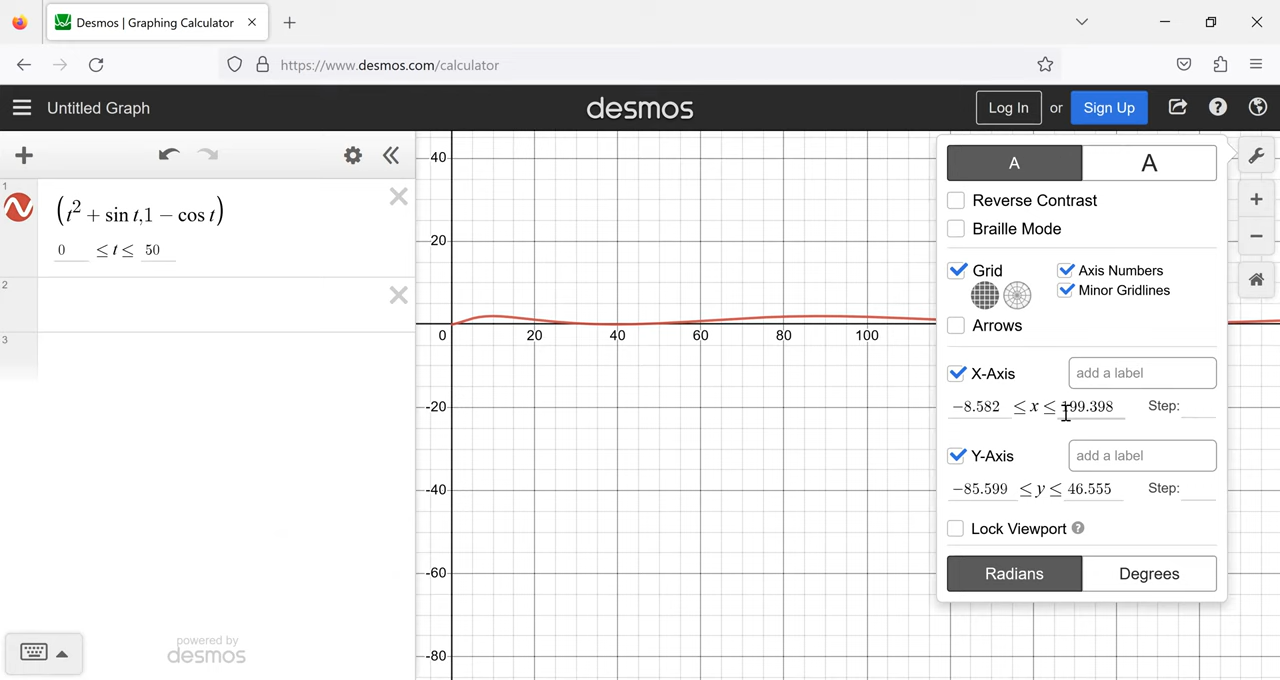 Desmos | Graphing Calculator
https://www.desmos.com/calculator
Untitled Graph
desmos
Log In or Sign Up
1
(t² + sin t,1 − cos t)
0 ≤ t ≤ 50
2
3
powered by
desmos
40
20
0 20 40 60 80 100
-20
-40
-60
-80
A A
Reverse Contrast
Braille Mode
Grid
Axis Numbers
Minor Gridlines
Arrows
X-Axis add a label
−8.582 ≤ x ≤ 199.398 Step:
Y-Axis add a label
−85.599 ≤ y ≤ 46.555 Step:
Lock Viewport ?
Radians Degrees